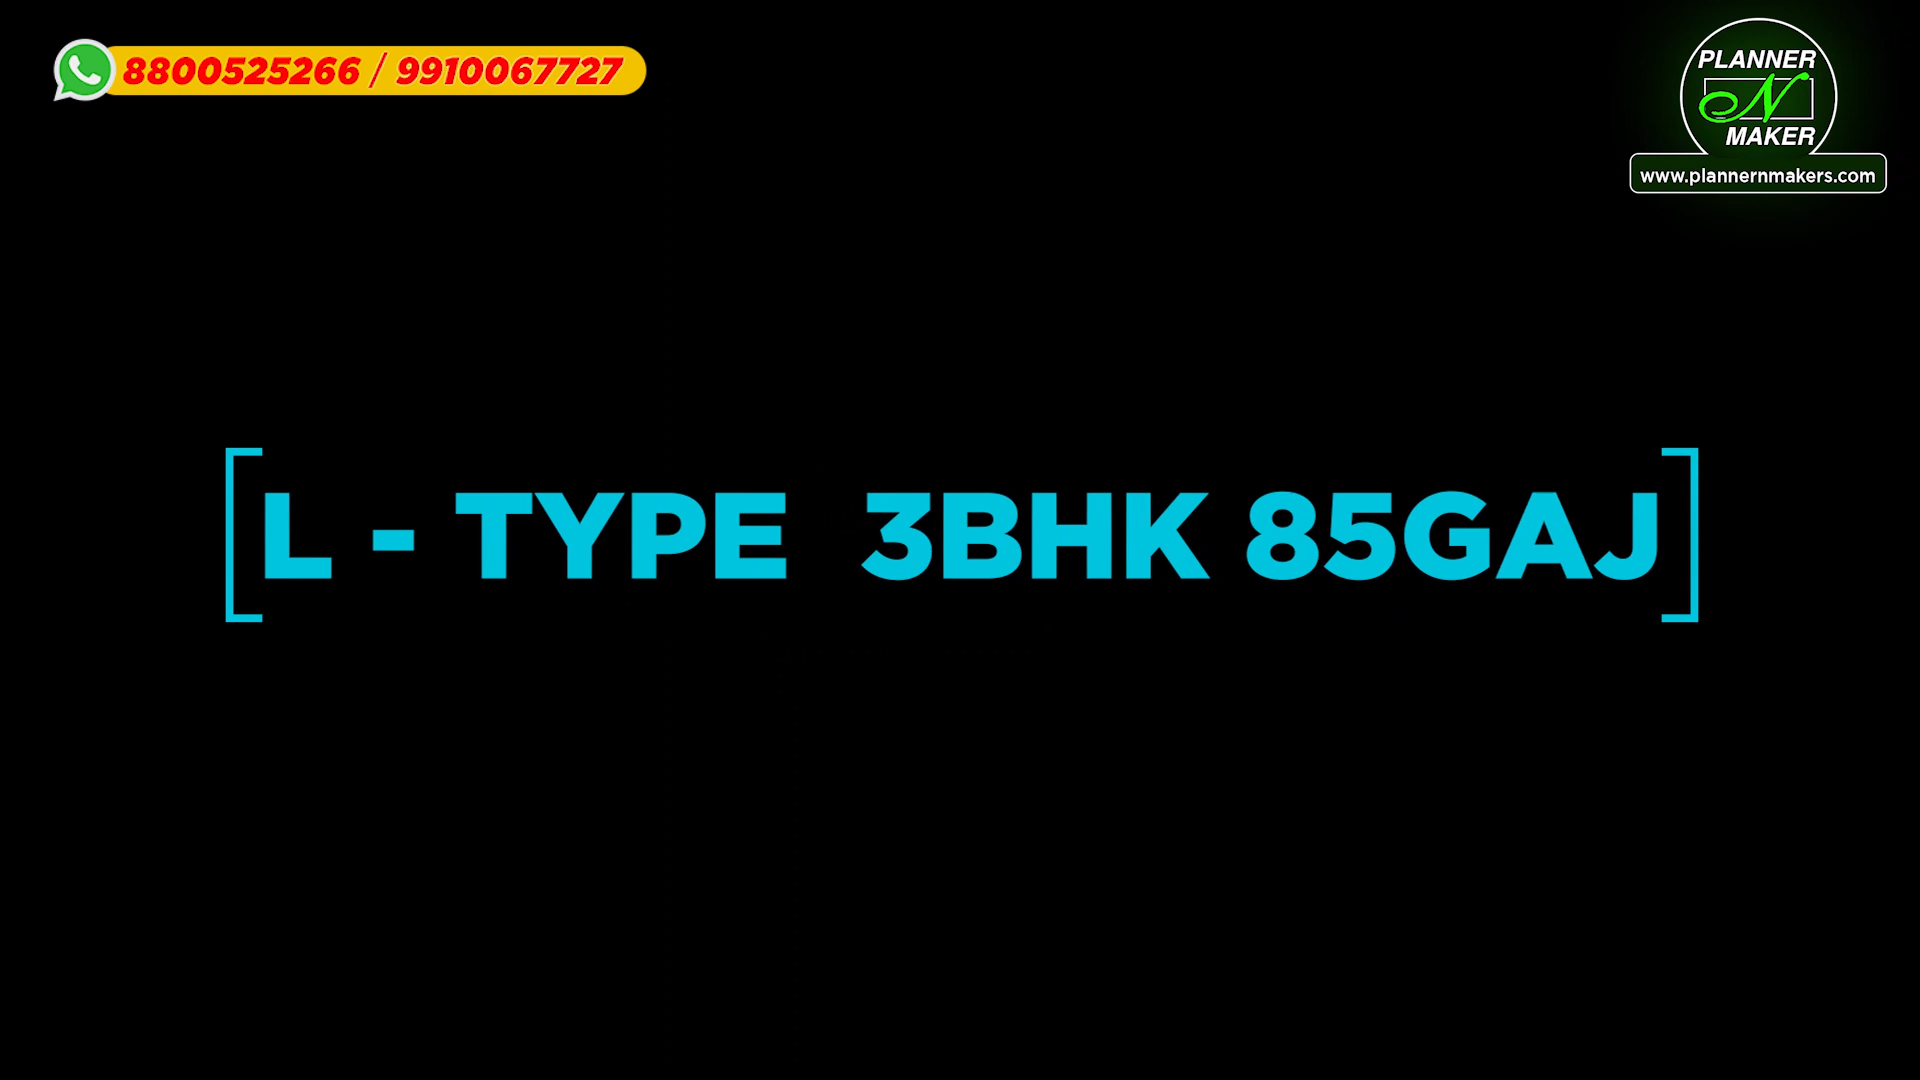 8800525266 / 9910067727
PLANNER
N
MAKER
www.plannernmakers.com
[L - TYPE  3BHK 85GAJ]